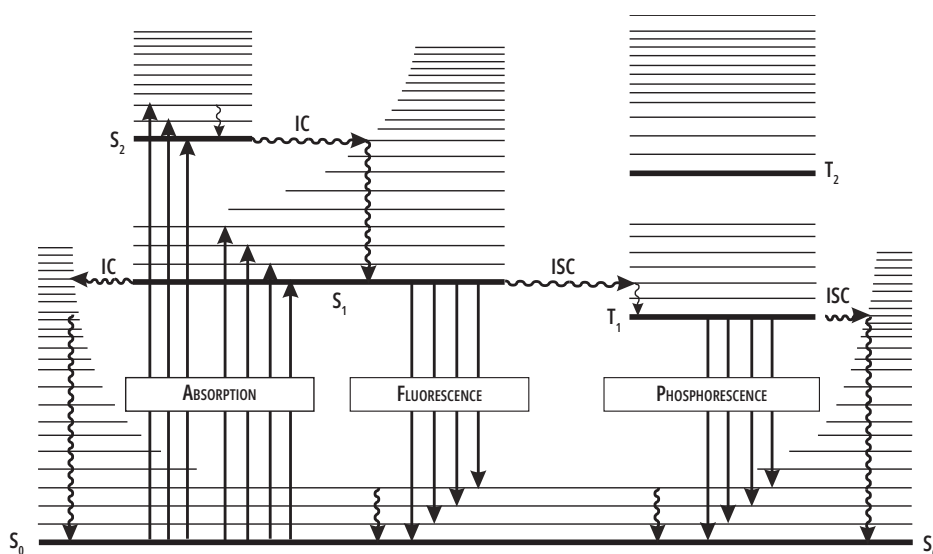 IC
S2
T2
IC
ISC
S1
ISC
T1
ABSORPTION
FLUORESCENCE
PHOSPHORESCENCE
S0
S